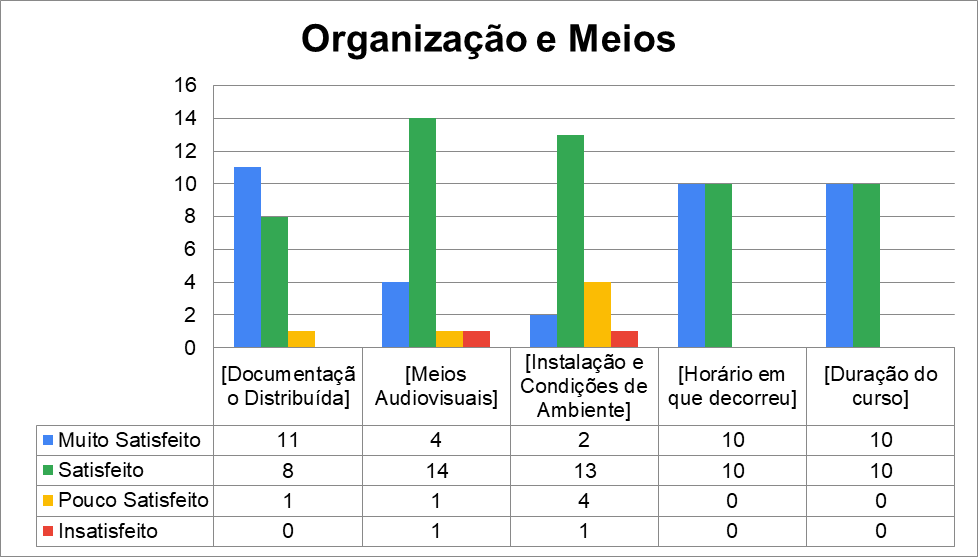 Organização e Meios
16
14
12
10
8
6
4
2
0
[Documentaçã
o Distribuída]
[Meios
Audiovisuais]
[Instalação e
Condições de
Ambiente]
[Horário em
que decorreu]
[Duração do
curso]
Muito Satisfeito 11 4 2 10 10
Satisfeito 8 14 13 10 10
Pouco Satisfeito 1 1 4 0 0
Insatisfeito 0 1 1 0 0